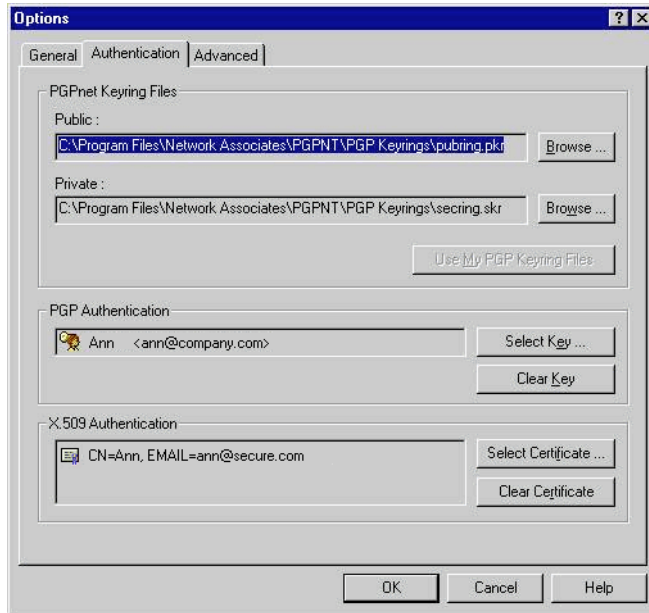 Options
General Authentication Advanced
PGPnet Keyring Files
Public :
C:\Program Files\Network Associates\PGPNT\PGP Keyrings\pubring.pkr
Browse ...
Private :
C:\Program Files\Network Associates\PGPNT\PGP Keyrings\secring.skr
Browse ...
Use My PGP Keyring Files
PGP Authentication
Ann <ann@company.com>
Select Key ...
Clear Key
X.509 Authentication
CN=Ann, EMAIL=ann@secure.com
Select Certificate ...
Clear Certificate
OK Cancel Help